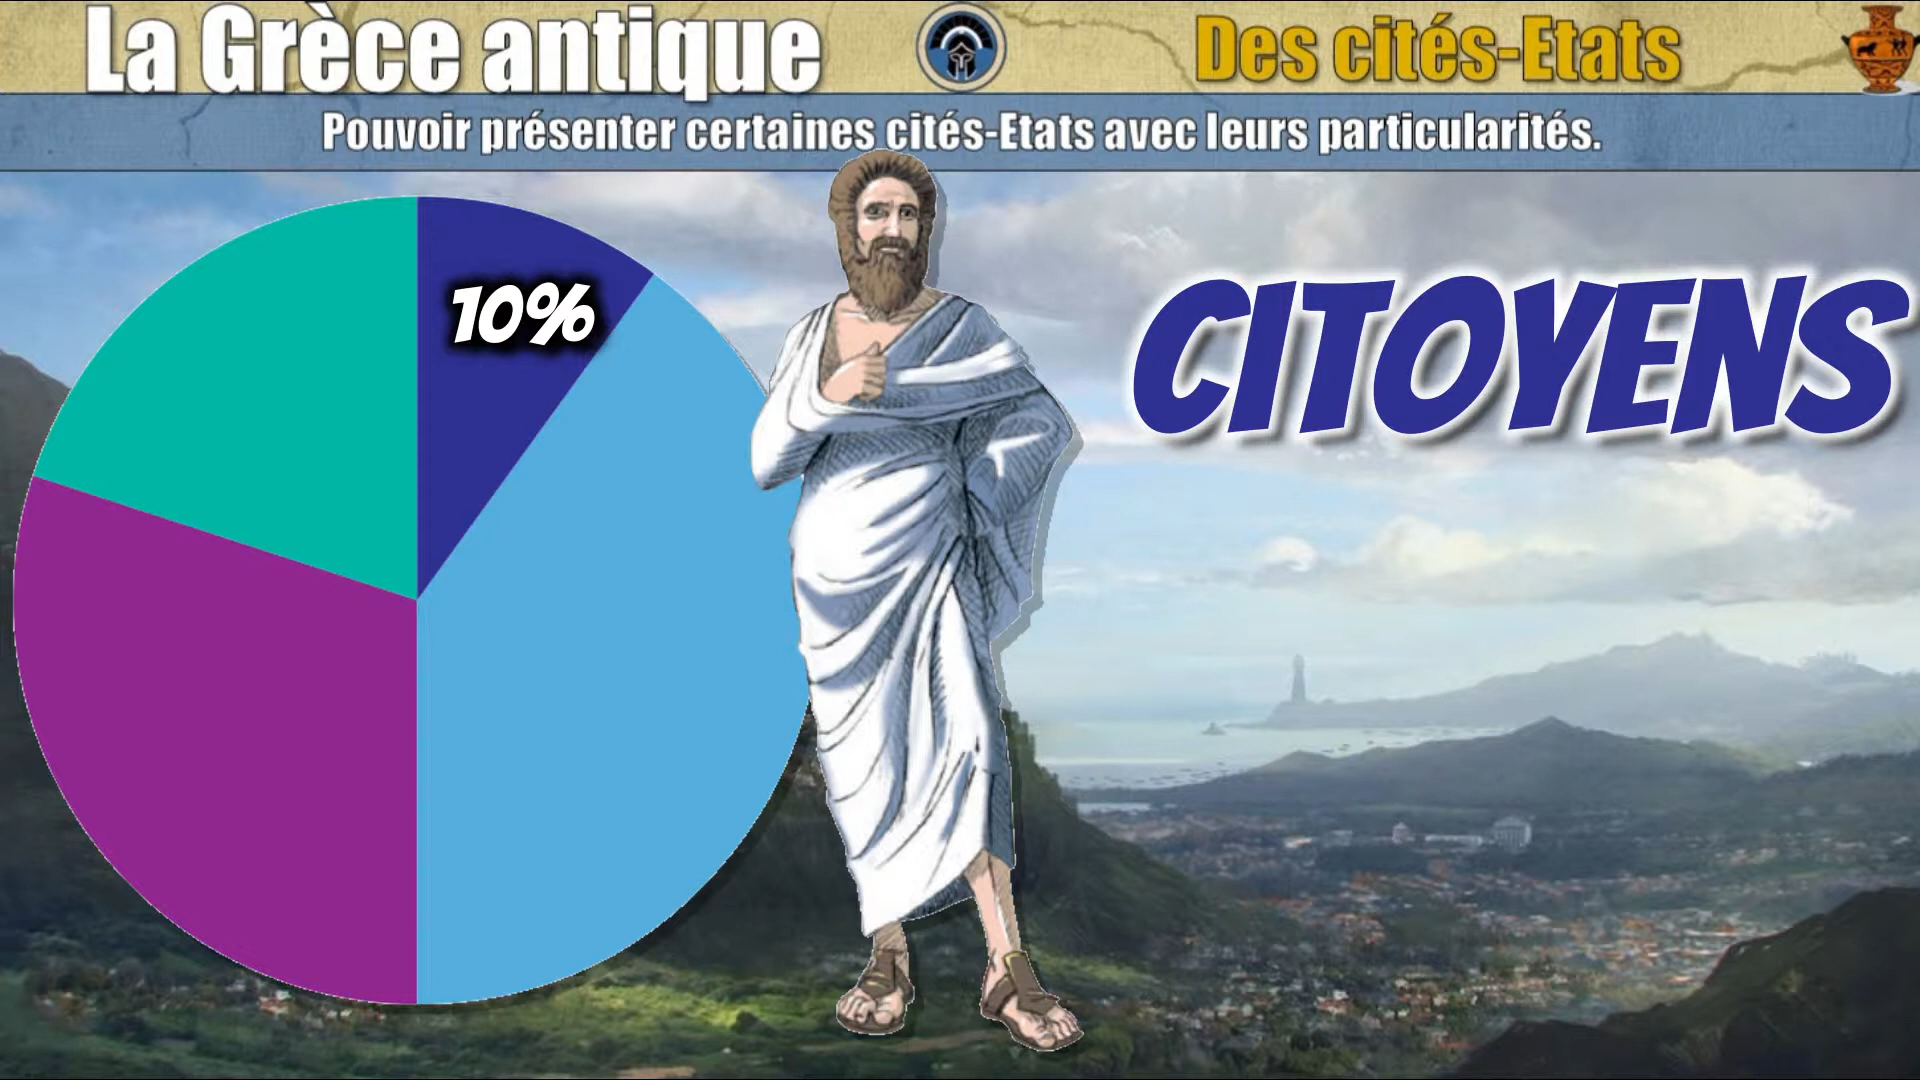 La Grèce antique
Des cités-Etats
Pouvoir présenter certaines cités-Etats avec leurs particularités.
10%
CITOYENS